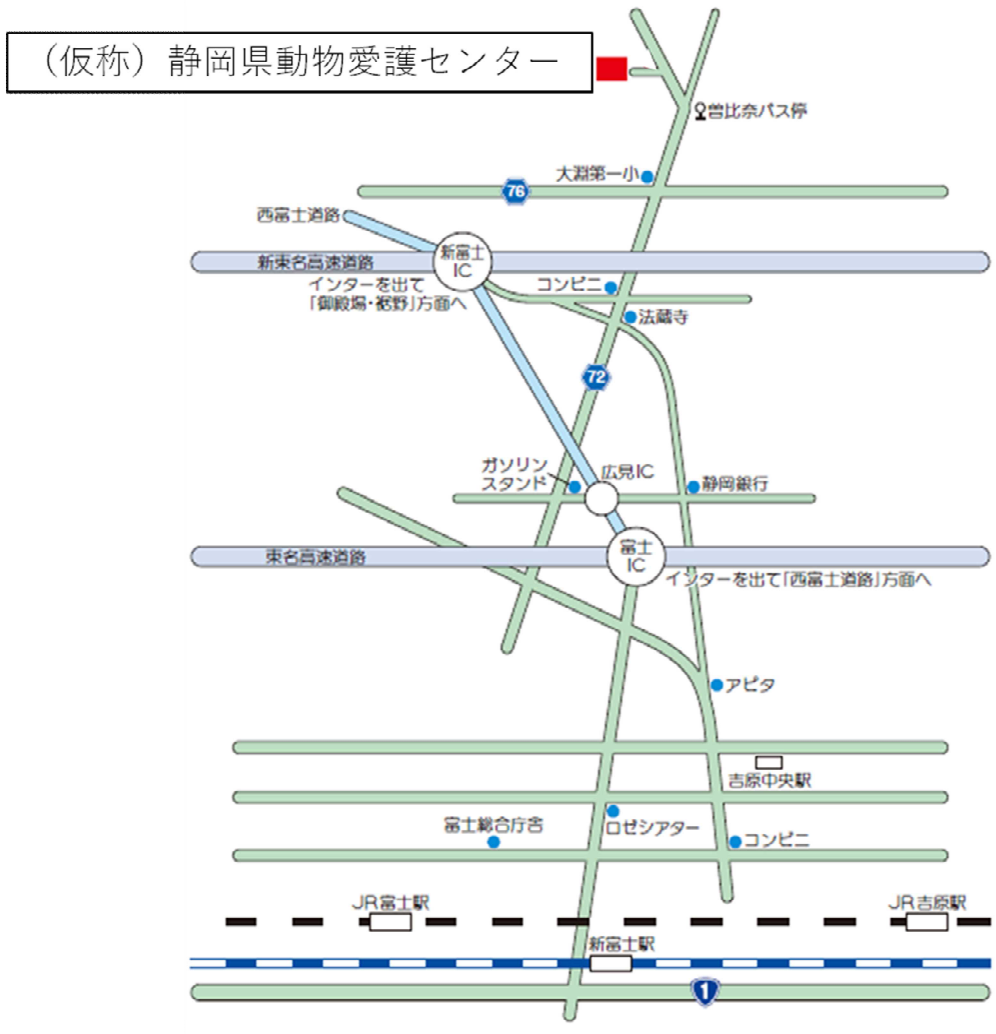 （仮称）静岡県動物愛護センター
曽比奈バス停
大淵第一小
76
西富士道路
新東名高速道路
新富士
IC
インターを出て
「御殿場・裾野」方面へ
コンビニ
法蔵寺
72
ガソリン
スタンド
広見IC
静岡銀行
東名高速道路
富士
IC
インターを出て「西富士道路」方面へ
アピタ
吉原中央駅
富士総合庁舎
ロゼシアター
コンビニ
JR富士駅
JR吉原駅
新富士駅
1